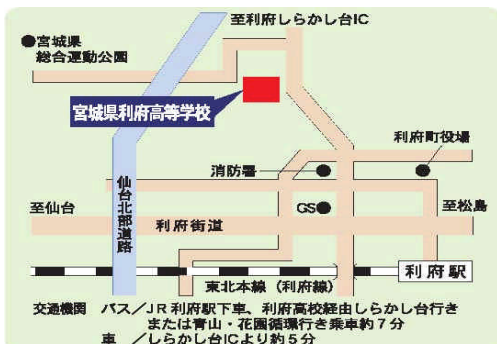 至利府しらかし台IC
宮城県
総合運動公園
宮城県利府高等学校
利府町役場
消防署
仙台北部道路
至仙台
GS
至松島
利府街道
利府駅
東北本線（利府線）
交通機関　バス／JR利府駅下車、利府高校経由しらかし台行き
または青山・花園循環行き乗車約7分
車　／しらかし台ICより約5分